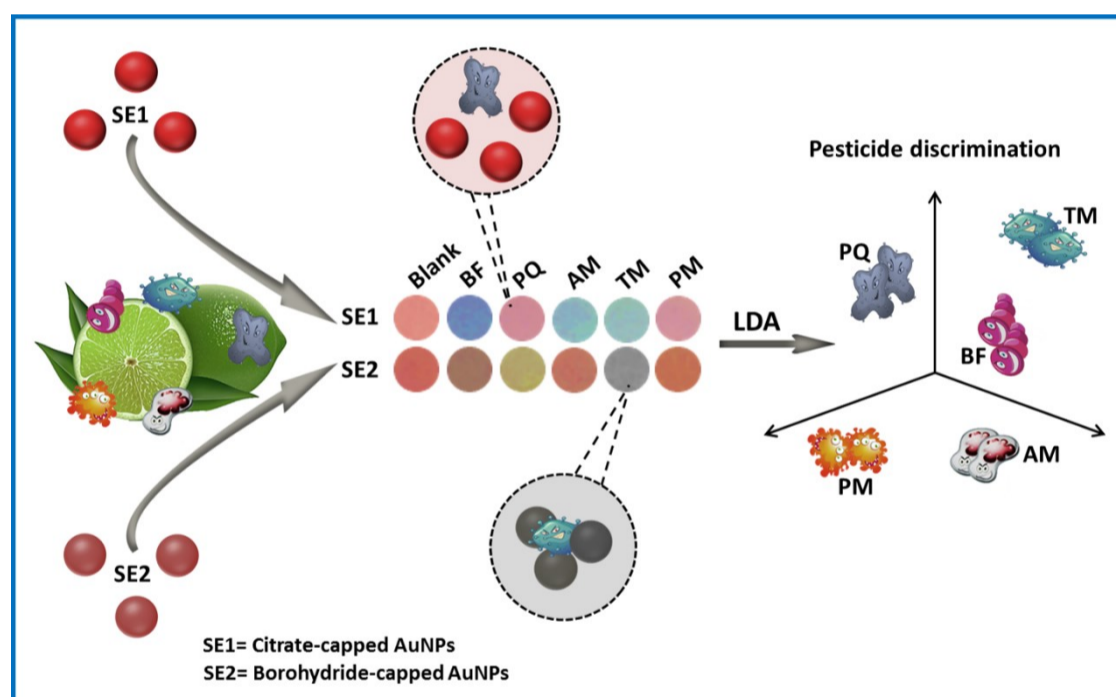 SE1
Pesticide discrimination
TM
PQ
Blank BF PQ AM TM PM
SE1
LDA
BF
SE2
PM
AM
SE2
SE1= Citrate-capped AuNPs
SE2= Borohydride-capped AuNPs